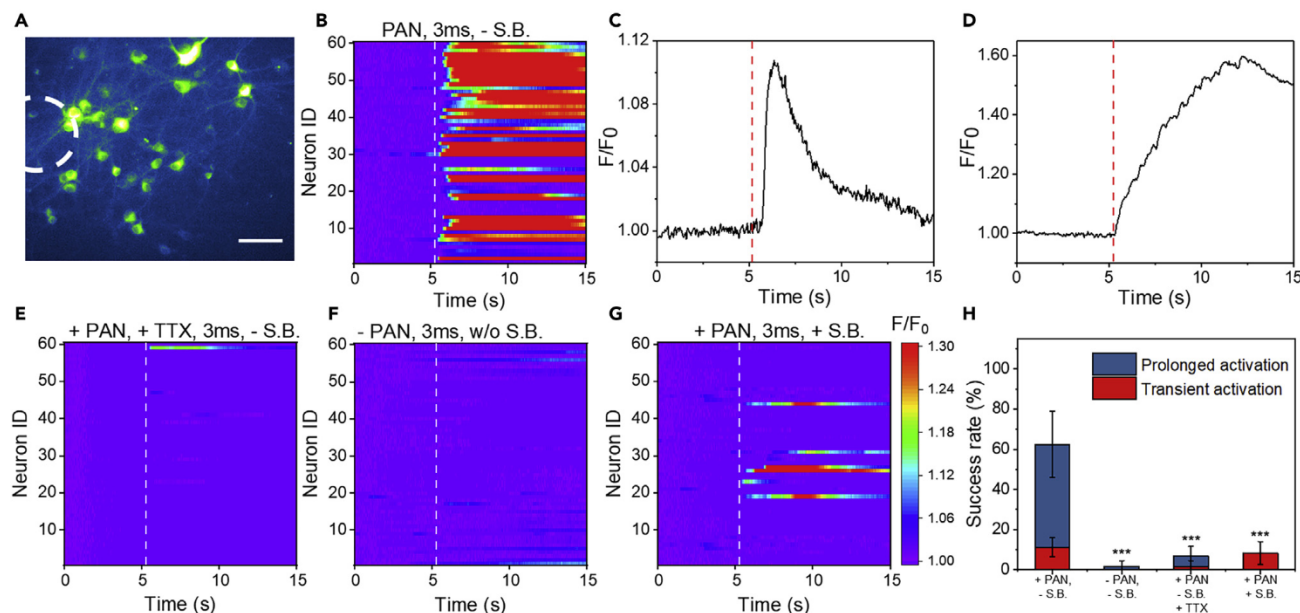 A
B
PAN, 3ms, - S.B.
Neuron ID
60
50
40
30
20
10
0
5
10
15
Time (s)
C
F/F0
1.12
1.08
1.04
1.00
0
5
10
15
Time (s)
D
F/F0
1.60
1.40
1.20
1.00
0
5
10
15
Time (s)
E
+ PAN, + TTX, 3ms, - S.B.
Neuron ID
60
50
40
30
20
10
0
5
10
15
Time (s)
F
- PAN, 3ms, w/o S.B.
Neuron ID
60
50
40
30
20
10
0
5
10
15
Time (s)
G
+ PAN, 3ms, + S.B.
Neuron ID
60
50
40
30
20
10
0
5
10
15
Time (s)
F/F0
1.30
1.24
1.18
1.12
1.06
1.00
H
Success rate (%)
100
80
60
40
20
0
Prolonged activation
Transient activation
***
***
***
+ PAN,
- S.B.
- PAN,
- S.B.
+ PAN
- S.B.
+ TTX
+ PAN
+ S.B.